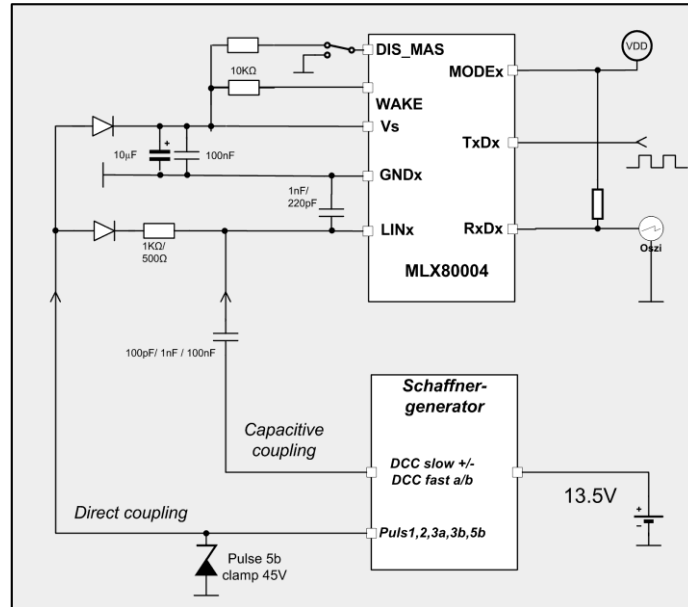 DIS_MAS
VDD
MODEx
10KΩ
WAKE
Vs
TxDx
10µF
+
100nF
GNDx
1nF/
220pF
LINx
RxDx
1KΩ/
500Ω
Oszi
MLX80004
100pF/ 1nF / 100nF
Schaffner-
generator
Capacitive
coupling
DCC slow +/-
DCC fast a/b
13.5V
+
−
Direct coupling
Puls1,2,3a,3b,5b
Pulse 5b
clamp 45V